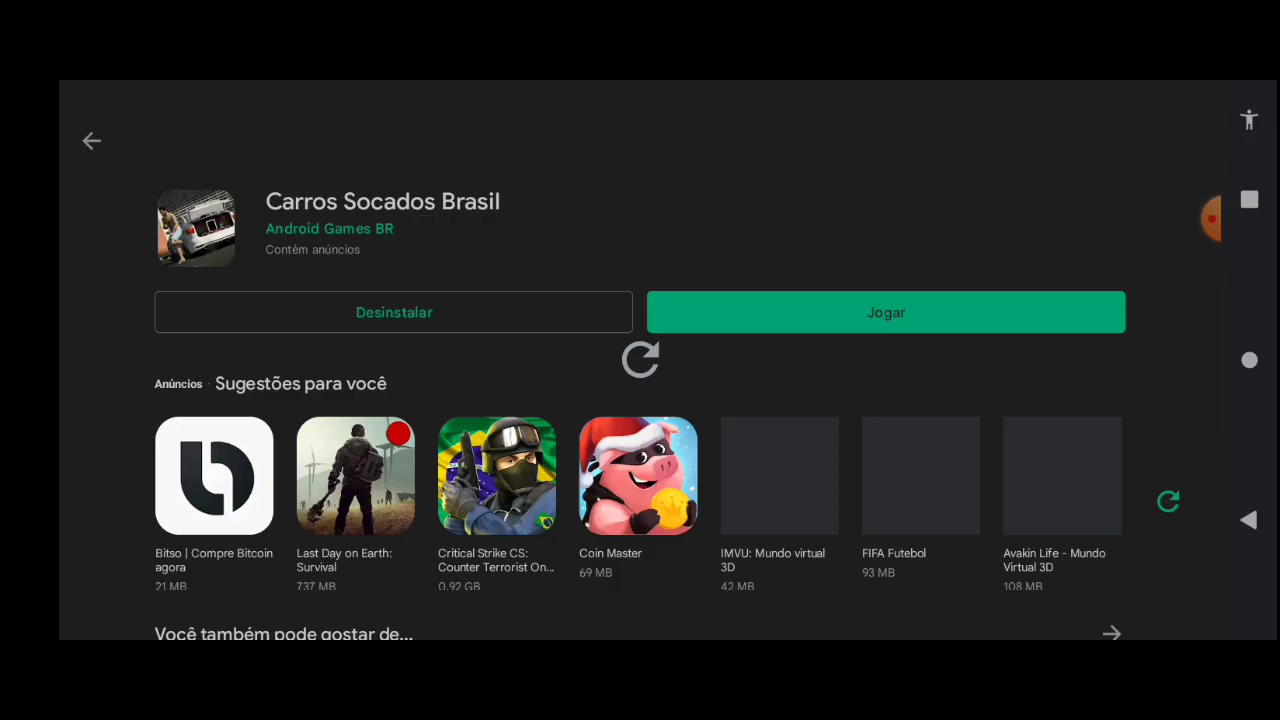 Carros Socados Brasil
Android Games BR
Contém anúncios
Desinstalar
Jogar
Anúncios · Sugestões para você
Bitso | Compre Bitcoin agora
21 MB
Last Day on Earth: Survival
737 MB
Critical Strike CS: Counter Terrorist On...
0.92 GB
Coin Master
69 MB
IMVU: Mundo virtual 3D
42 MB
FIFA Futebol
93 MB
Avakin Life - Mundo Virtual 3D
108 MB
Você também pode gostar de...